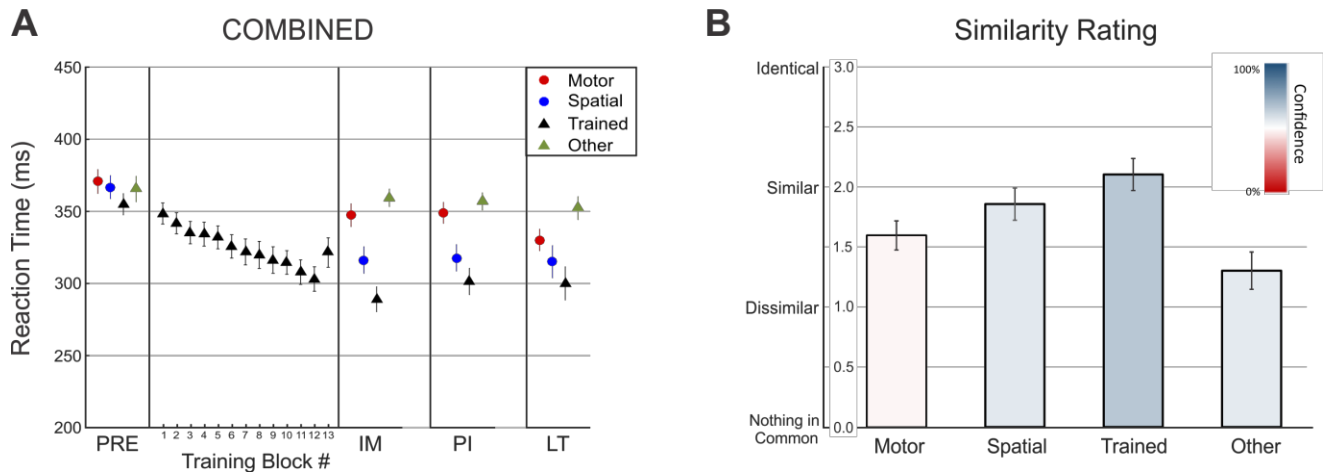 A
COMBINED
Reaction Time (ms)
450
400
350
300
250
200
Motor
Spatial
Trained
Other
PRE
1 2 3 4 5 6 7 8 9 10 11 12 13
IM
PI
LT
Training Block #
B
Similarity Rating
Identical
Similar
Dissimilar
Nothing in
Common
3.0
2.5
2.0
1.5
1.0
0.5
0.0
100%
0%
Confidence
Motor
Spatial
Trained
Other